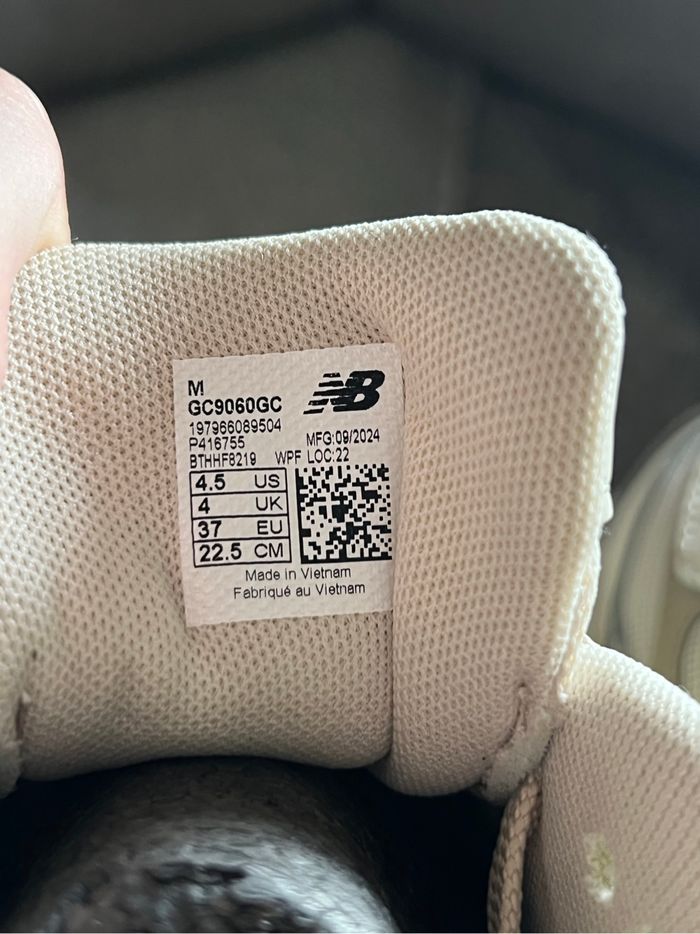 M
GC9060GC
NB
197966089504
P416755
MFG:09/2024
BTHHF8219 WPF LOC:22
4.5 US
4 UK
37 EU
22.5 CM
Made in Vietnam
Fabriqué au Vietnam